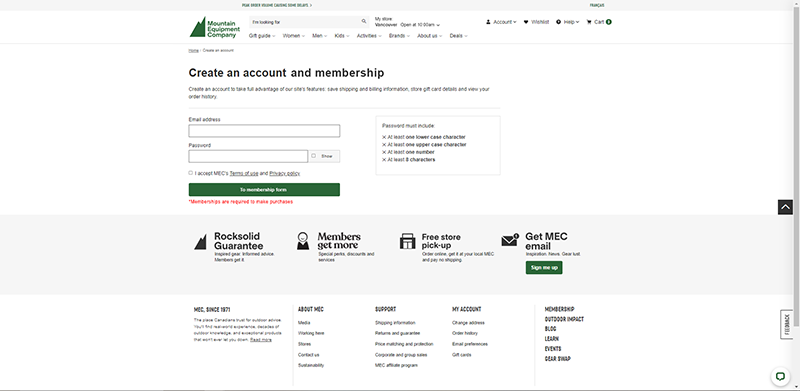 PEAK ORDER VOLUME CAUSING SOME DELAYS. >
FRANÇAIS
Mountain
Equipment
Company
I'm looking for
My store
Vancouver Open at 10:00am
Account
Wishlist
Help
Cart 0
Gift guide
Women
Men
Kids
Activities
Brands
About us
Deals
Home › Create an account
Create an account and membership
Create an account to take full advantage of our site's features: save shipping and billing information, store gift card details and view your
order history.
Email address
Password
Show
I accept MEC's Terms of use and Privacy policy
To membership form
*Memberships are required to make purchases
Password must include:
× At least one lower case character
× At least one upper case character
× At least one number
× At least 8 characters
Rocksolid
Guarantee
Inspired gear. Informed advice.
Members get it.
Members
get more
Special perks, discounts and
services
Free store
pick-up
Order online, get it at your local MEC
and pay no shipping.
Get MEC
email
Inspiration. News. Gear lust.
Sign me up
MEC, SINCE 1971
The place Canadians trust for outdoor advice.
You'll find real-world experience, decades of
outdoor knowledge, and exceptional products
that won't ever let you down. Read more
ABOUT MEC
Media
Working here
Stores
Contact us
Sustainability
SUPPORT
Shipping information
Returns and guarantee
Price matching and protection
Corporate and group sales
MEC affiliate program
MY ACCOUNT
Change address
Order history
Email preferences
Gift cards
MEMBERSHIP
OUTDOOR IMPACT
BLOG
LEARN
EVENTS
GEAR SWAP
FEEDBACK